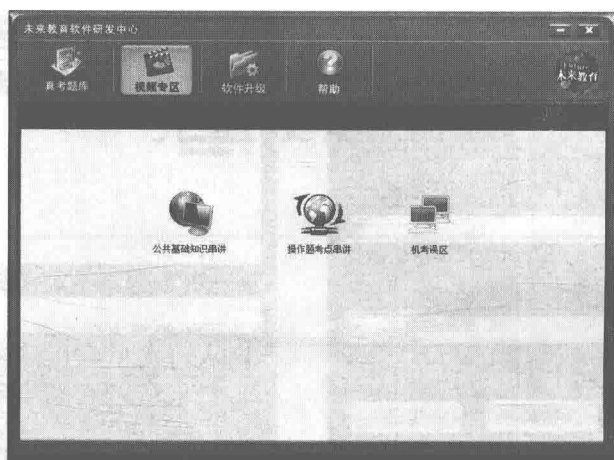 未来教育软件研发中心
真考题库
视频专区
软件升级
帮助
Future
未来教育
公共基础知识串讲
操作题考点串讲
机考误区